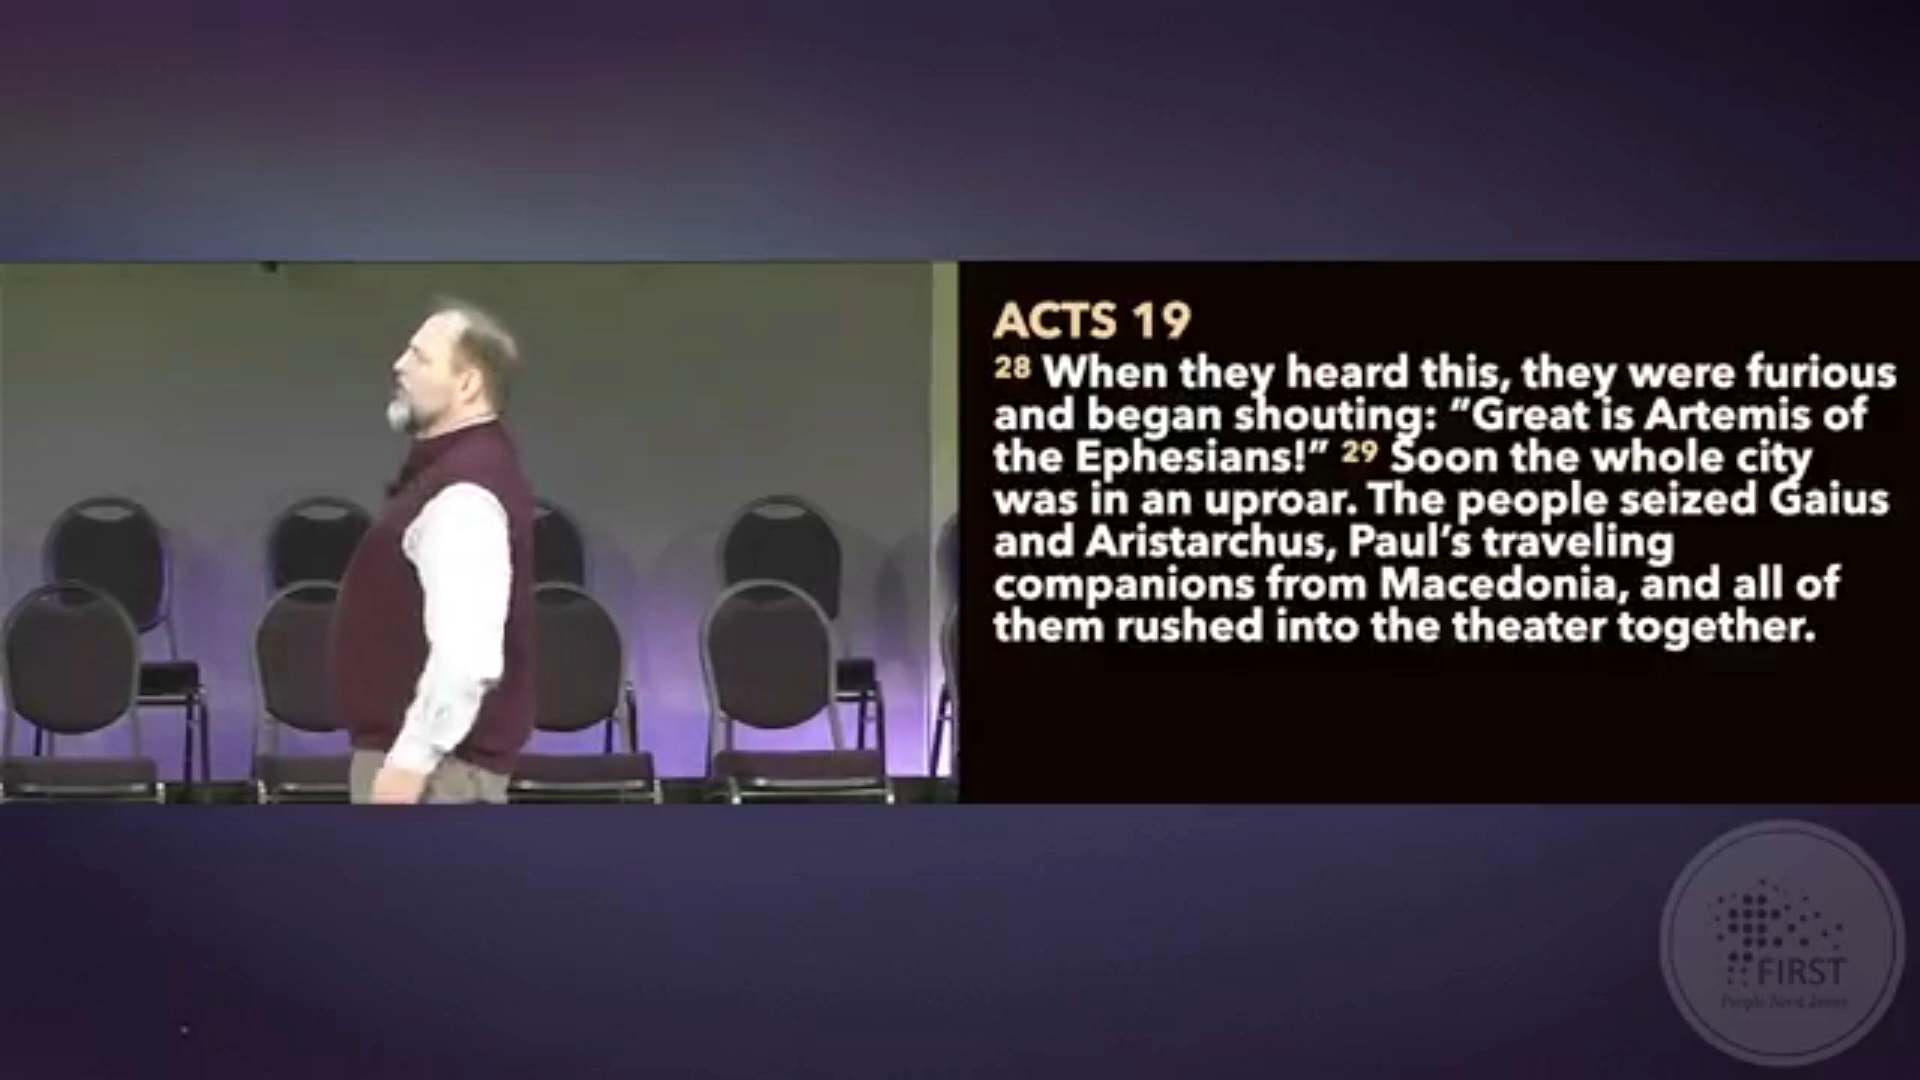 ACTS 19
28 When they heard this, they were furious
and began shouting: “Great is Artemis of
the Ephesians!” 29 Soon the whole city
was in an uproar. The people seized Gaius
and Aristarchus, Paul’s traveling
companions from Macedonia, and all of
them rushed into the theater together.
FIRST